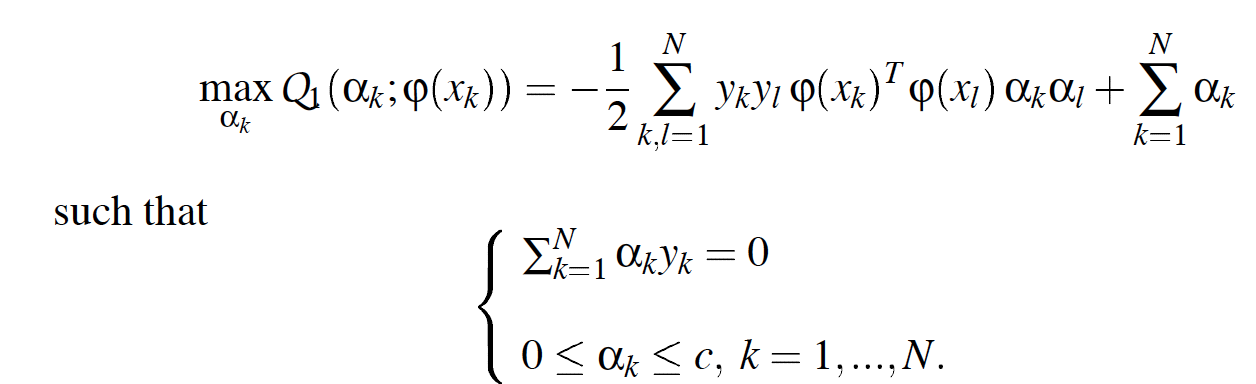 max_{α_k} Q_1(α_k; φ(x_k)) = −1/2 ∑_{k,l=1}^{N} y_k y_l φ(x_k)^T φ(x_l) α_k α_l + ∑_{k=1}^{N} α_k
such that
{ ∑_{k=1}^{N} α_k y_k = 0
0 ≤ α_k ≤ c, k = 1,...,N.